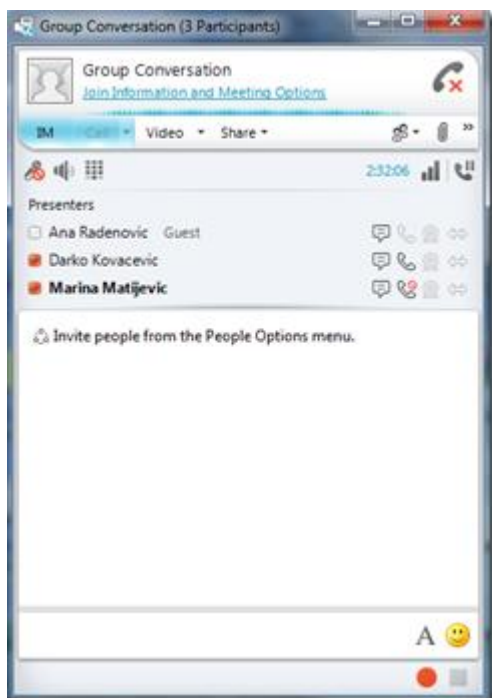 Group Conversation (3 Participants)
Group Conversation
Join Information and Meeting Options
IM Call Video Share
2:32:06
Presenters
Ana Radenovic Guest
Darko Kovacevic
Marina Matijevic
Invite people from the People Options menu.
A